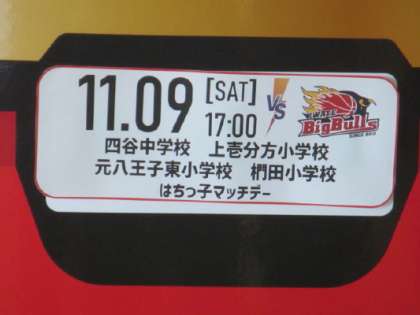 11.09 [SAT] 17:00 VS IWATE BigBulls
四谷中学校 上壱分方小学校
元八王子東小学校 椚田小学校
はちっ子マッチデー